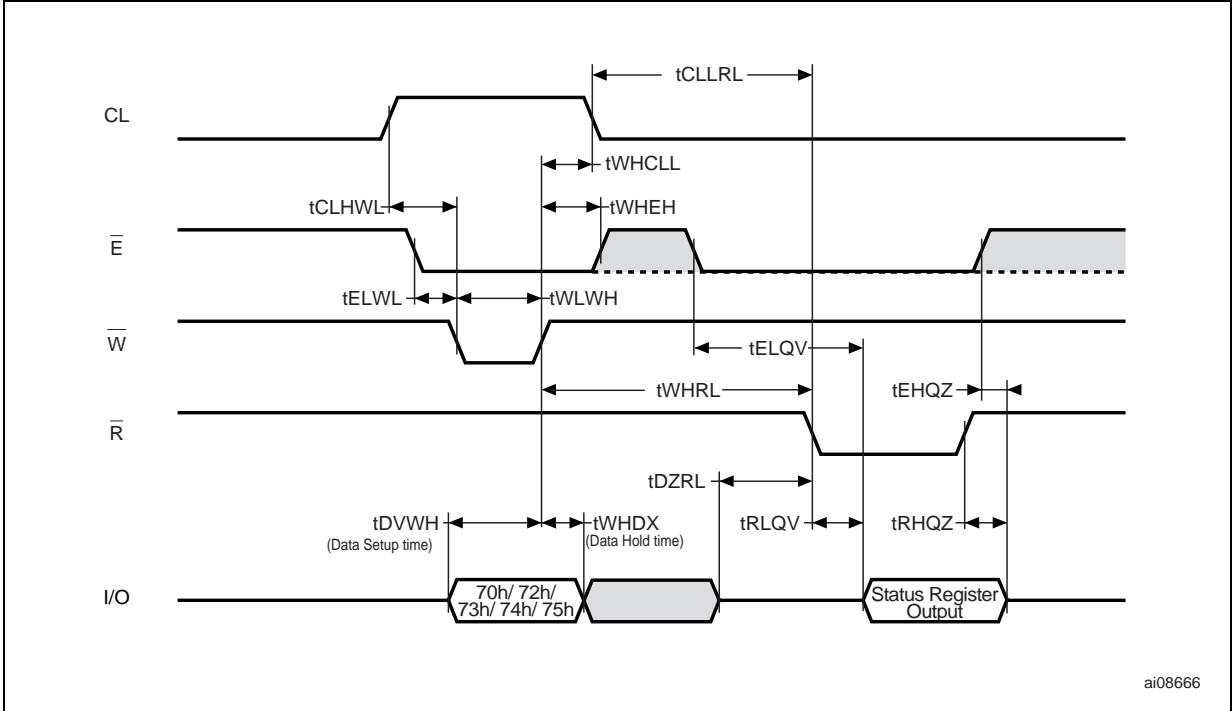 tCLLRL
CL
tWHCLL
tCLHWL
tWHEH
E
tELWL
tWLWH
W
tELQV
tWHRL
tEHQZ
R
tDZRL
tDVWH
(Data Setup time)
tWHDX
(Data Hold time)
tRLQV
tRHQZ
I/O
70h/ 72h/
73h/ 74h/ 75h
Status Register
Output
ai08666